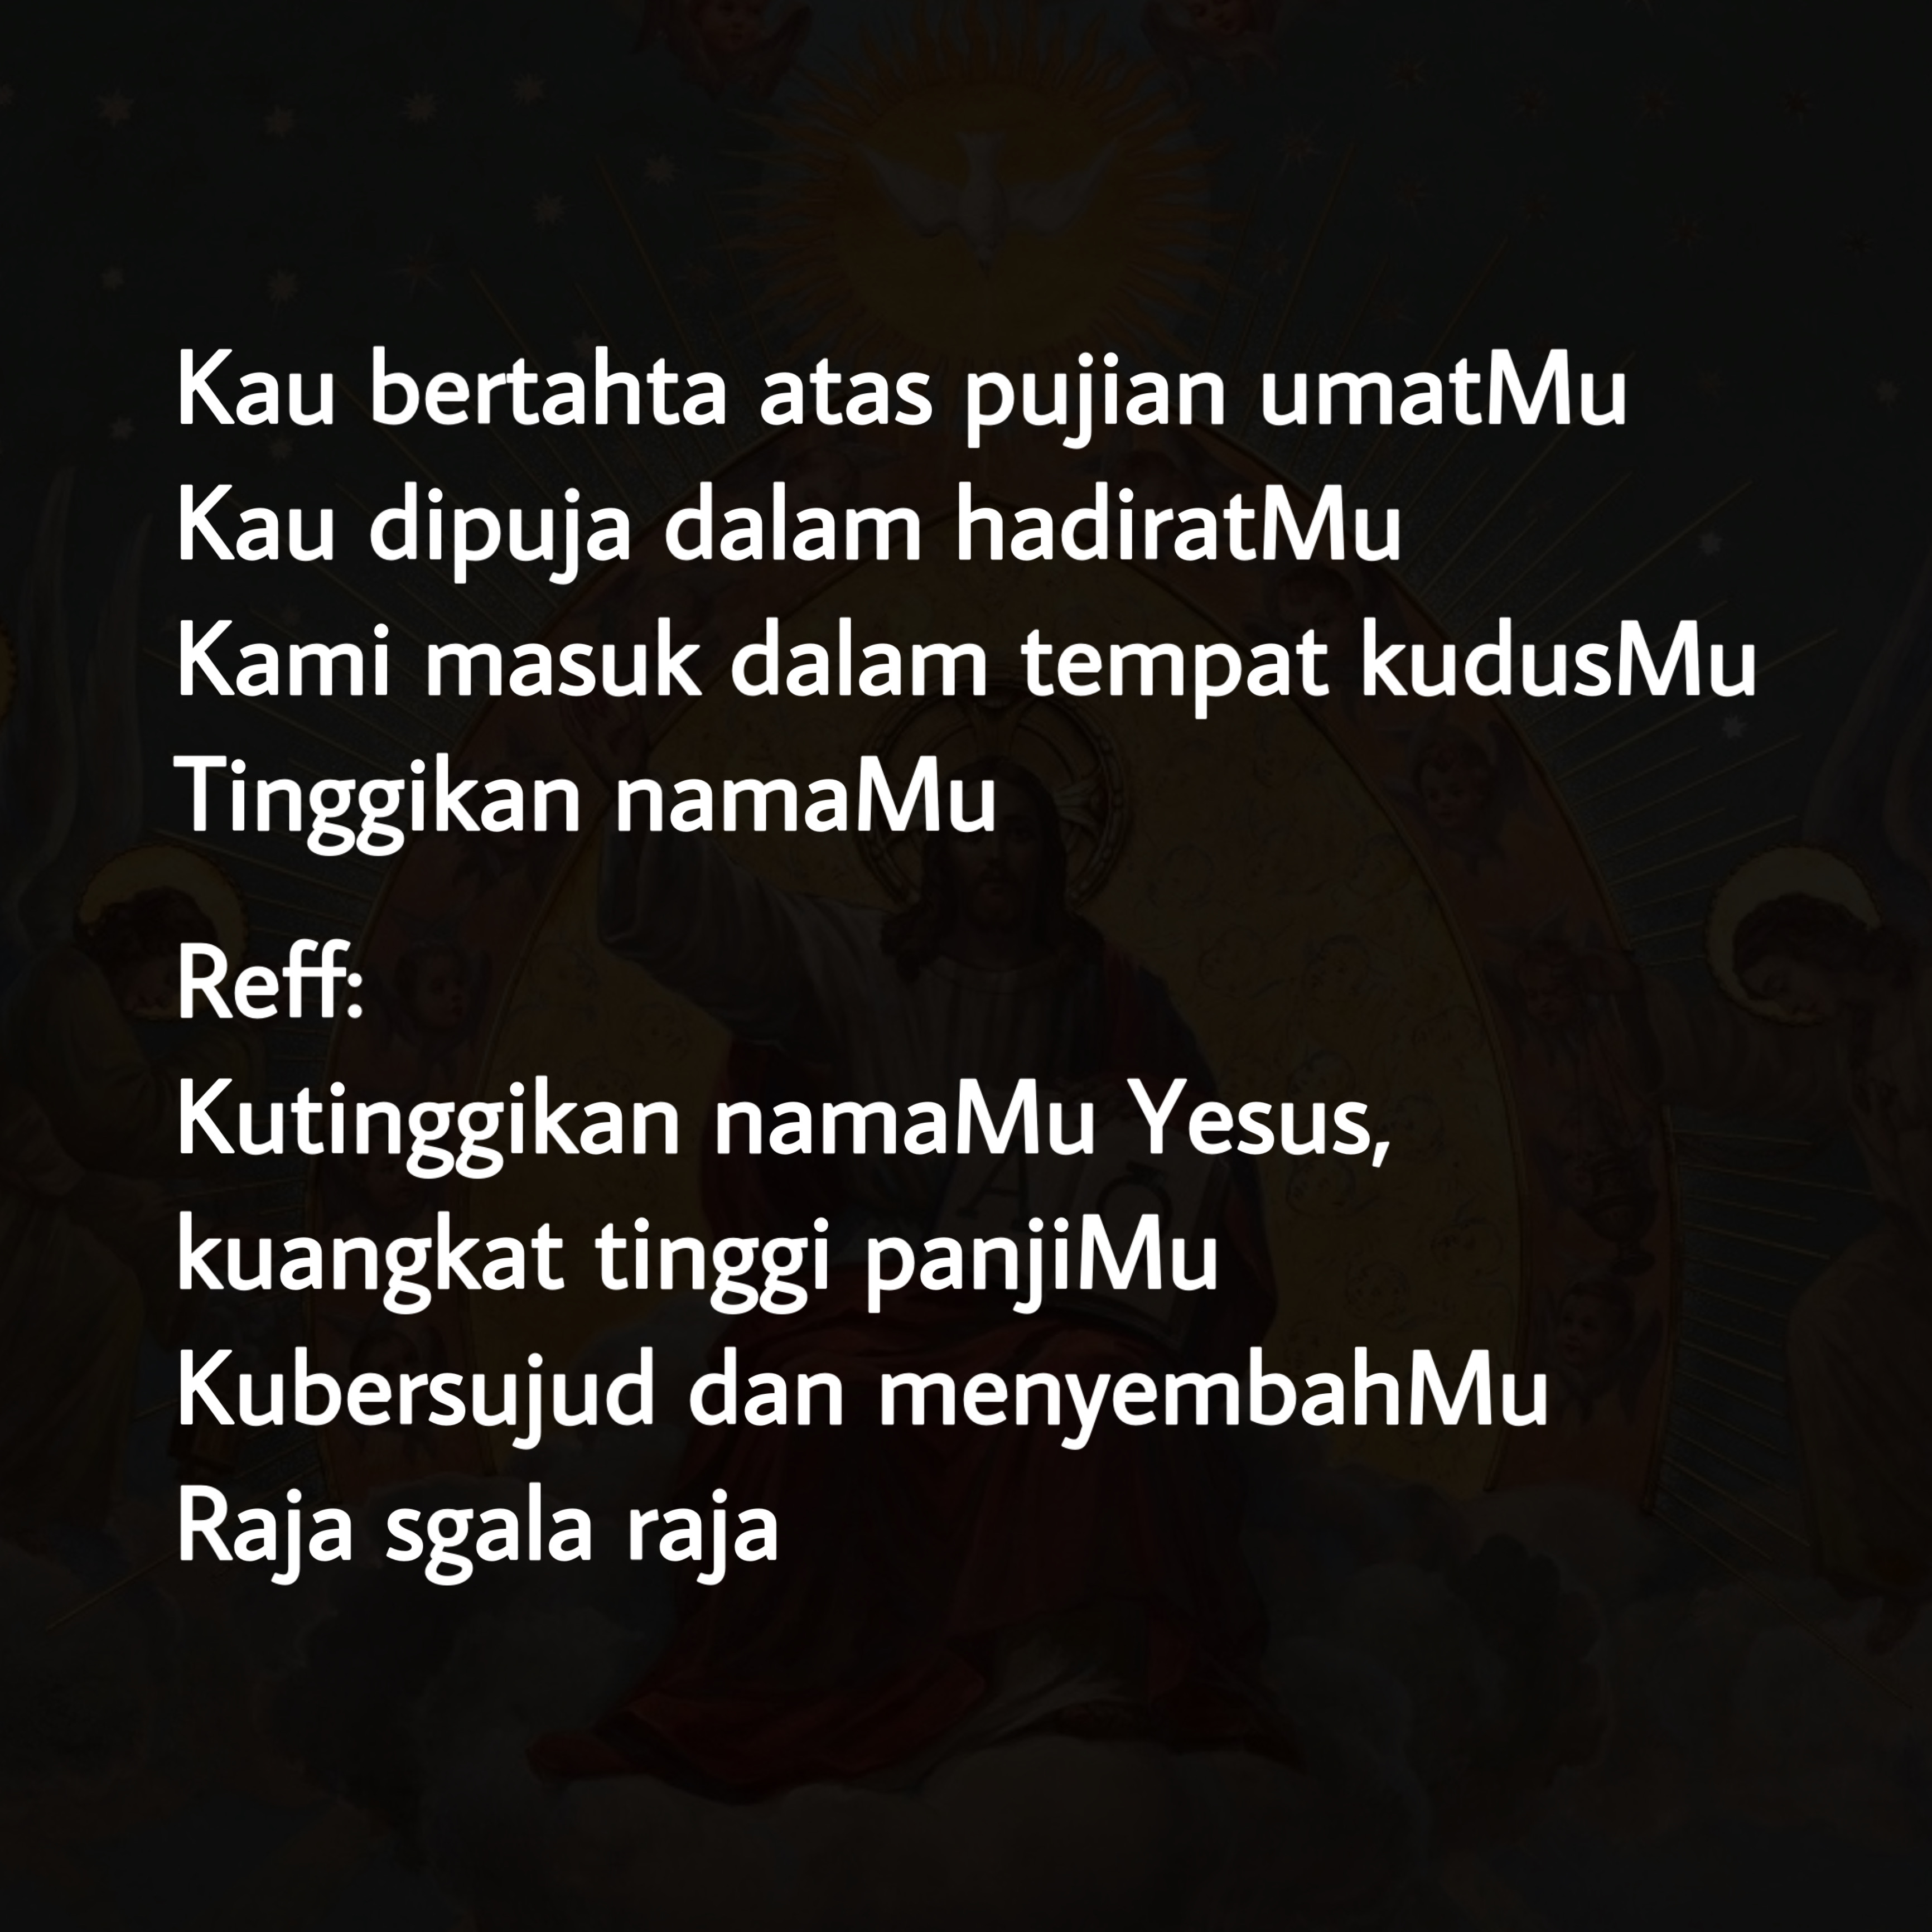 Kau bertahta atas pujian umatMu
Kau dipuja dalam hadiratMu
Kami masuk dalam tempat kudusMu
Tinggikan namaMu
Reff:
Kutinggikan namaMu Yesus,
kuangkat tinggi panjiMu
Kubersujud dan menyembahMu
Raja sgala raja
A Ω